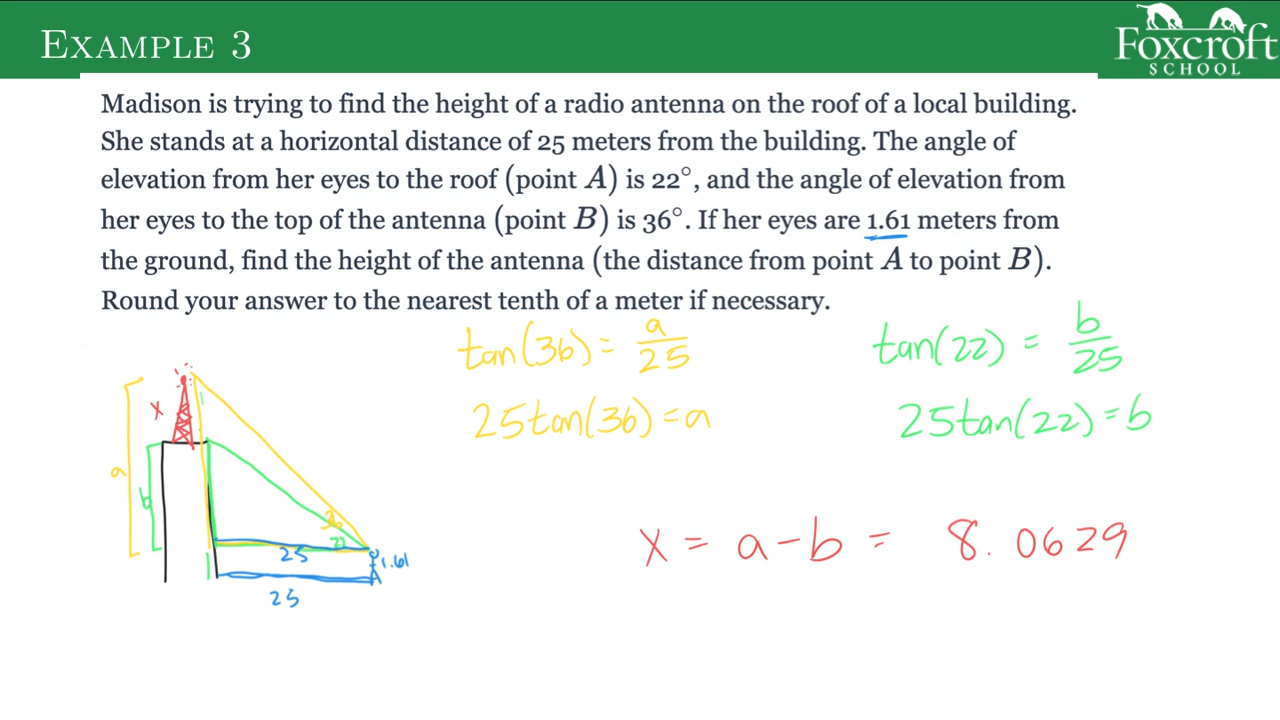 EXAMPLE 3
Foxcroft
SCHOOL
Madison is trying to find the height of a radio antenna on the roof of a local building.
She stands at a horizontal distance of 25 meters from the building. The angle of
elevation from her eyes to the roof (point A) is 22°, and the angle of elevation from
her eyes to the top of the antenna (point B) is 36°. If her eyes are 1.61 meters from
the ground, find the height of the antenna (the distance from point A to point B).
Round your answer to the nearest tenth of a meter if necessary.
tan(36) = a/25
tan(22) = b/25
25tan(36) = a
25tan(22) = b
x = a - b = 8.0629
x
a
b
36
22
25
1.61
25